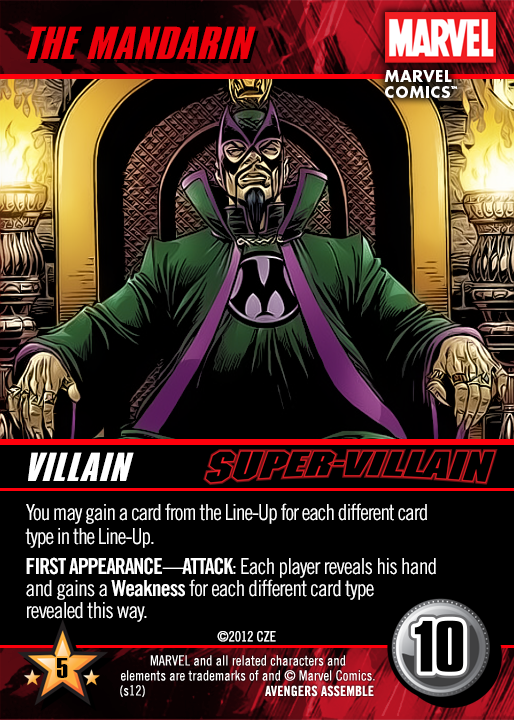 THE MANDARIN
MARVEL
MARVEL
COMICS™
M
VILLAIN
SUPER-VILLAIN
You may gain a card from the Line-Up for each different card
type in the Line-Up.
FIRST APPEARANCE—ATTACK: Each player reveals his hand
and gains a Weakness for each different card type
revealed this way.
©2012 CZE
5
MARVEL and all related characters and
elements are trademarks of and © Marvel Comics.
(s12)
AVENGERS ASSEMBLE
10